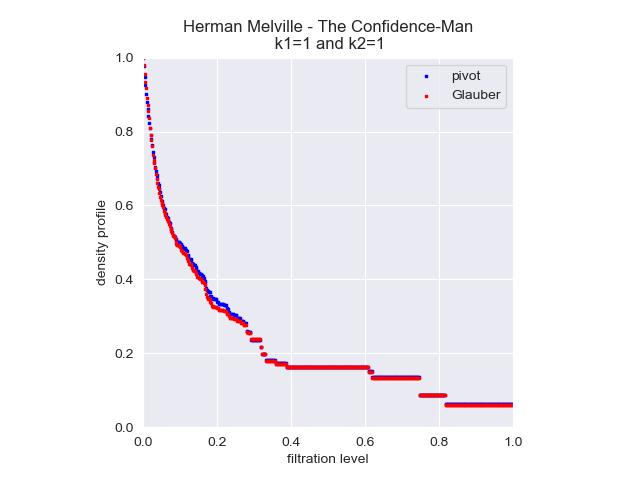 Herman Melville - The Confidence-Man
k1=1 and k2=1
pivot
Glauber
density profile
1.0
0.8
0.6
0.4
0.2
0.0
0.0 0.2 0.4 0.6 0.8 1.0
filtration level